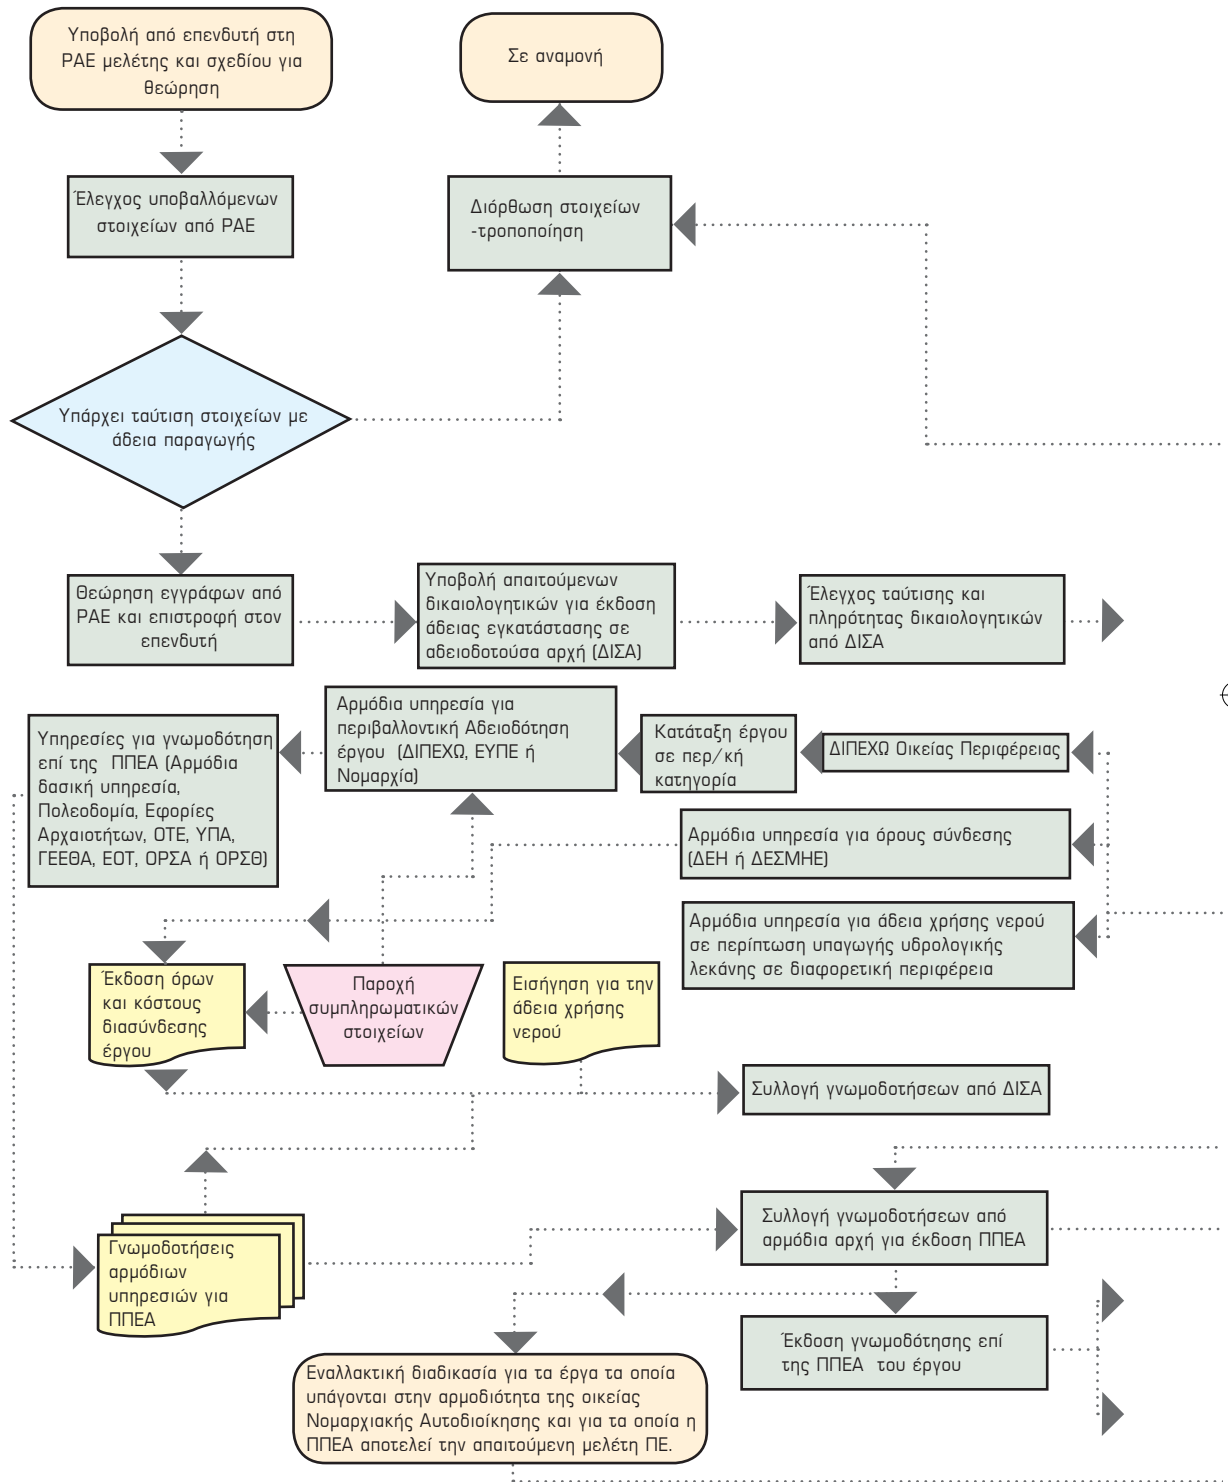 Υποβολή από επενδυτή στη
ΡΑΕ μελέτης και σχεδίου για
θεώρηση
Σε αναμονή
Έλεγχος υποβαλλόμενων
στοιχείων από ΡΑΕ
Διόρθωση στοιχείων
-τροποποίηση
Υπάρχει ταύτιση στοιχείων με
άδεια παραγωγής
Θεώρηση εγγράφων από
ΡΑΕ και επιστροφή στον
επενδυτή
Υποβολή απαιτούμενων
δικαιολογητικών για έκδοση
άδειας εγκατάστασης σε
αδειοδοτούσα αρχή (ΔΙΣΑ)
Έλεγχος ταύτισης και
πληρότητας δικαιολογητικών
από ΔΙΣΑ
Υπηρεσίες για γνωμοδότηση
επί της ΠΠΕΑ (Αρμόδια
δασική υπηρεσία,
Πολεοδομία, Εφορίες
Αρχαιοτήτων, ΟΤΕ, ΥΠΑ,
ΓΕΕΘΑ, ΕΟΤ, ΟΡΣΑ ή ΟΡΣΘ)
Αρμόδια υπηρεσία για
περιβαλλοντική Αδειοδότηση
έργου (ΔΙΠΕΧΩ, ΕΥΠΕ ή
Νομαρχία)
Κατάταξη έργου
σε περ/κή
κατηγορία
ΔΙΠΕΧΩ Οικείας Περιφέρειας
Αρμόδια υπηρεσία για όρους σύνδεσης
(ΔΕΗ ή ΔΕΣΜΗΕ)
Αρμόδια υπηρεσία για άδεια χρήσης νερού
σε περίπτωση υπαγωγής υδρολογικής
λεκάνης σε διαφορετική περιφέρεια
Έκδοση όρων
και κόστους
διασύνδεσης
έργου
Παροχή
συμπληρωματικών
στοιχείων
Εισήγηση για την
άδεια χρήσης
νερού
Συλλογή γνωμοδοτήσεων από ΔΙΣΑ
Γνωμοδοτήσεις
αρμόδιων
υπηρεσιών για
ΠΠΕΑ
Συλλογή γνωμοδοτήσεων από
αρμόδια αρχή για έκδοση ΠΠΕΑ
Έκδοση γνωμοδότησης επί
της ΠΠΕΑ του έργου
Εναλλακτική διαδικασία για τα έργα τα οποία
υπάγονται στην αρμοδιότητα της οικείας
Νομαρχιακής Αυτοδιοίκησης και για τα οποία η
ΠΠΕΑ αποτελεί την απαιτούμενη μελέτη ΠΕ.